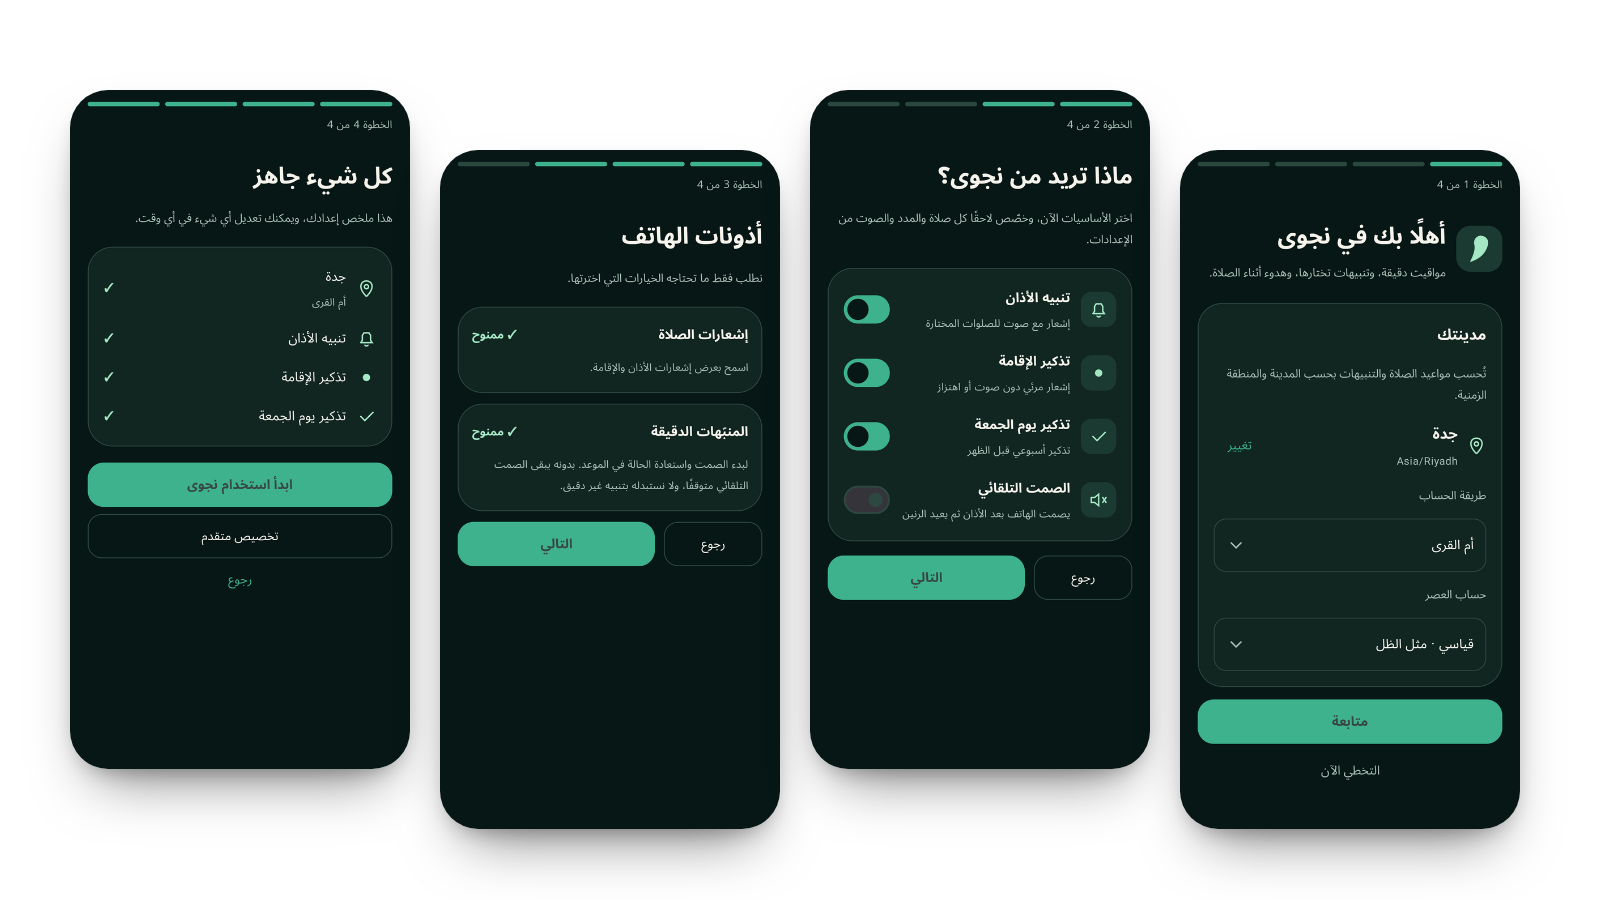 الخطوة 1 من 4
أهلًا بك في نجوى
مواقيت دقيقة، وتنبيهات تختارها، وهدوء أثناء الصلاة.
مدينتك
تُحسب مواعيد الصلاة والتنبيهات بحسب المدينة والمنطقة
الزمنية.
جدة
تغيير
Asia/Riyadh
طريقة الحساب
أم القرى
حساب العصر
قياسي · مثل الظل
متابعة
التخطي الآن
الخطوة 2 من 4
ماذا تريد من نجوى؟
اختر الأساسيات الآن، وخصّص لاحقًا كل صلاة والمدد والصوت من
الإعدادات.
تنبيه الأذان
إشعار مع صوت للصلوات المختارة
تذكير الإقامة
إشعار مرئي دون صوت أو اهتزاز
تذكير يوم الجمعة
تذكير أسبوعي قبل الظهر
الصمت التلقائي
يصمت الهاتف بعد الأذان ثم يعيد الرنين
رجوع
التالي
الخطوة 3 من 4
أذونات الهاتف
نطلب فقط ما تحتاجه الخيارات التي اخترتها.
إشعارات الصلاة
✓ ممنوح
اسمح بعرض إشعارات الأذان والإقامة.
المنبّهات الدقيقة
✓ ممنوح
لبدء الصمت واستعادة الحالة في الموعد. بدونه يبقى الصمت
التلقائي متوقفًا، ولا نستبدله بتنبيه غير دقيق.
رجوع
التالي
الخطوة 4 من 4
كل شيء جاهز
هذا ملخص إعدادك، ويمكنك تعديل أي شيء في أي وقت.
جدة
أم القرى
✓
تنبيه الأذان
✓
تذكير الإقامة
✓
تذكير يوم الجمعة
✓
ابدأ استخدام نجوى
تخصيص متقدم
رجوع